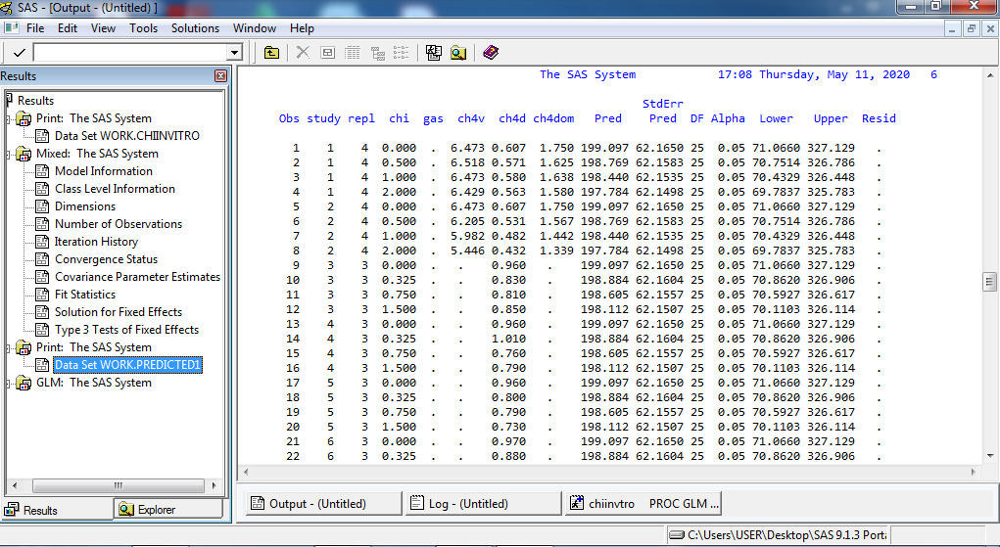 SAS - [Output - (Untitled) ]
File Edit View Tools Solutions Window Help
Results
Results
Print: The SAS System
Data Set WORK.CHIINVITRO
Mixed: The SAS System
Model Information
Class Level Information
Dimensions
Number of Observations
Iteration History
Convergence Status
Covariance Parameter Estimates
Fit Statistics
Solution for Fixed Effects
Type 3 Tests of Fixed Effects
Print: The SAS System
Data Set WORK.PREDICTED1
GLM: The SAS System
Results Explorer
The SAS System 17:08 Thursday, May 11, 2020 6
StdErr
Obs study repl chi gas ch4v ch4d ch4dom Pred Pred DF Alpha Lower Upper Resid
1 1 4 0.000 . 6.473 0.607 1.750 199.097 62.1650 25 0.05 71.0660 327.129 .
2 1 4 0.500 . 6.518 0.571 1.625 198.769 62.1583 25 0.05 70.7514 326.786 .
3 1 4 1.000 . 6.473 0.580 1.638 198.440 62.1535 25 0.05 70.4329 326.448 .
4 1 4 2.000 . 6.429 0.563 1.580 197.784 62.1498 25 0.05 69.7837 325.783 .
5 2 4 0.000 . 6.473 0.607 1.750 199.097 62.1650 25 0.05 71.0660 327.129 .
6 2 4 0.500 . 6.205 0.531 1.567 198.769 62.1583 25 0.05 70.7514 326.786 .
7 2 4 1.000 . 5.982 0.482 1.442 198.440 62.1535 25 0.05 70.4329 326.448 .
8 2 4 2.000 . 5.446 0.432 1.339 197.784 62.1498 25 0.05 69.7837 325.783 .
9 3 3 0.000 . . 0.960 . 199.097 62.1650 25 0.05 71.0660 327.129 .
10 3 3 0.325 . . 0.830 . 198.884 62.1604 25 0.05 70.8620 326.906 .
11 3 3 0.750 . . 0.810 . 198.605 62.1557 25 0.05 70.5927 326.617 .
12 3 3 1.500 . . 0.850 . 198.112 62.1507 25 0.05 70.1103 326.114 .
13 4 3 0.000 . . 0.960 . 199.097 62.1650 25 0.05 71.0660 327.129 .
14 4 3 0.325 . . 1.010 . 198.884 62.1604 25 0.05 70.8620 326.906 .
15 4 3 0.750 . . 0.760 . 198.605 62.1557 25 0.05 70.5927 326.617 .
16 4 3 1.500 . . 0.790 . 198.112 62.1507 25 0.05 70.1103 326.114 .
17 5 3 0.000 . . 0.960 . 199.097 62.1650 25 0.05 71.0660 327.129 .
18 5 3 0.325 . . 0.800 . 198.884 62.1604 25 0.05 70.8620 326.906 .
19 5 3 0.750 . . 0.790 . 198.605 62.1557 25 0.05 70.5927 326.617 .
20 5 3 1.500 . . 0.730 . 198.112 62.1507 25 0.05 70.1103 326.114 .
21 6 3 0.000 . . 0.970 . 199.097 62.1650 25 0.05 71.0660 327.129 .
22 6 3 0.325 . . 0.880 . 198.884 62.1604 25 0.05 70.8620 326.906 .
Output - (Untitled) Log - (Untitled) chiinvtro PROC GLM ...
C:\Users\USER\Desktop\SAS 9.1.3 Porta